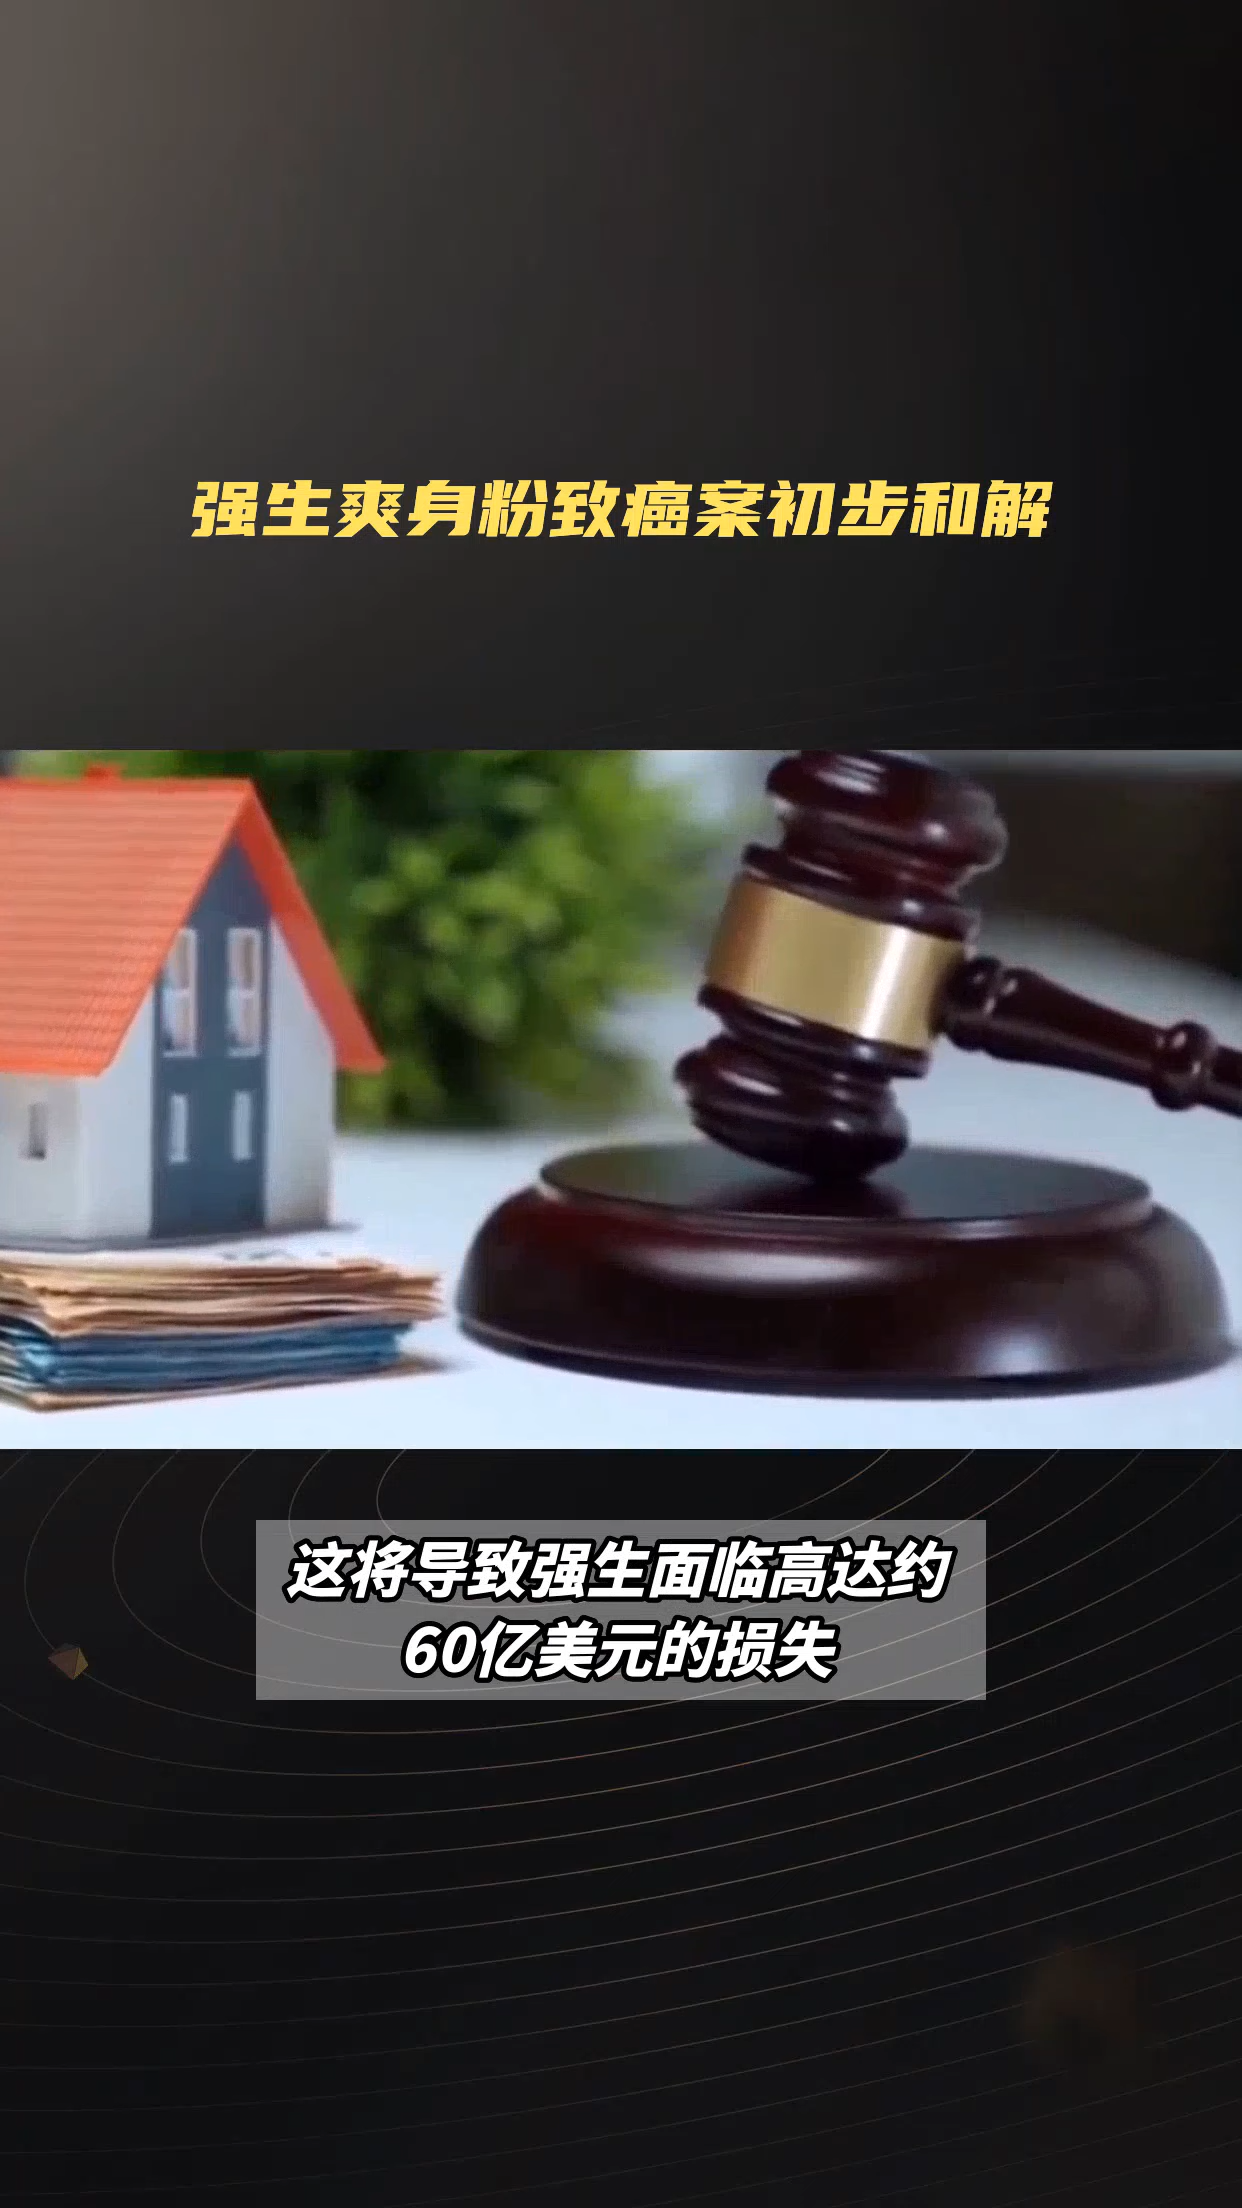 强生爽身粉致癌案初步和解
这将导致强生面临高达约
60亿美元的损失